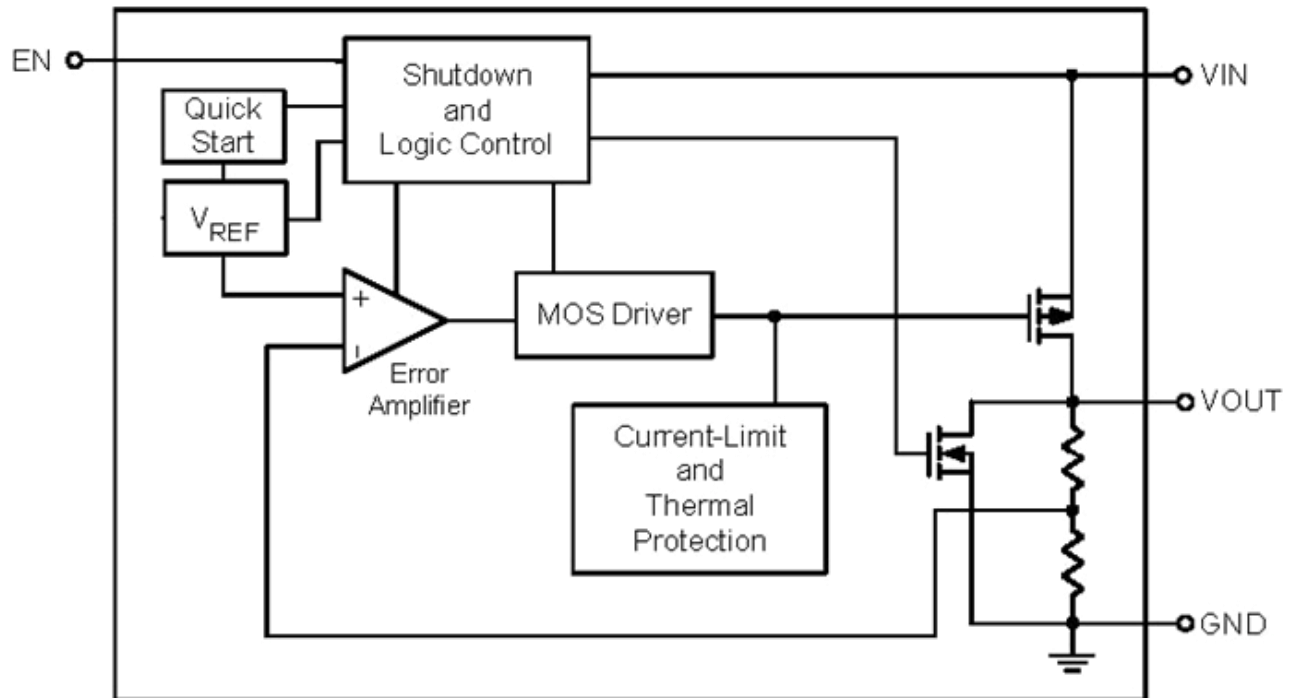 EN
Shutdown
and
Logic Control
VIN
Quick
Start
VREF
+
-
Error
Amplifier
MOS Driver
Current-Limit
and
Thermal
Protection
VOUT
GND